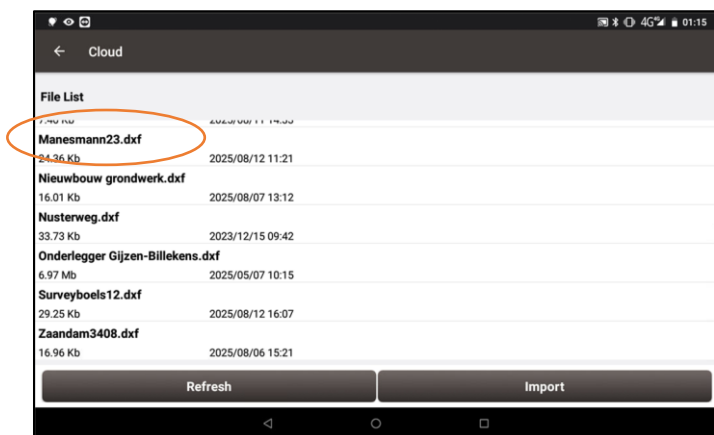 4G 01:15
Cloud
File List
Manesmann23.dxf
24.36 Kb 2025/08/12 11:21
Nieuwbouw grondwerk.dxf
16.01 Kb 2025/08/07 13:12
Nusterweg.dxf
33.73 Kb 2023/12/15 09:42
Onderlegger Gijzen-Billekens.dxf
6.97 Mb 2025/05/07 10:15
Surveyboels12.dxf
29.25 Kb 2025/08/12 16:07
Zaandam3408.dxf
16.96 Kb 2025/08/06 15:21
Refresh Import